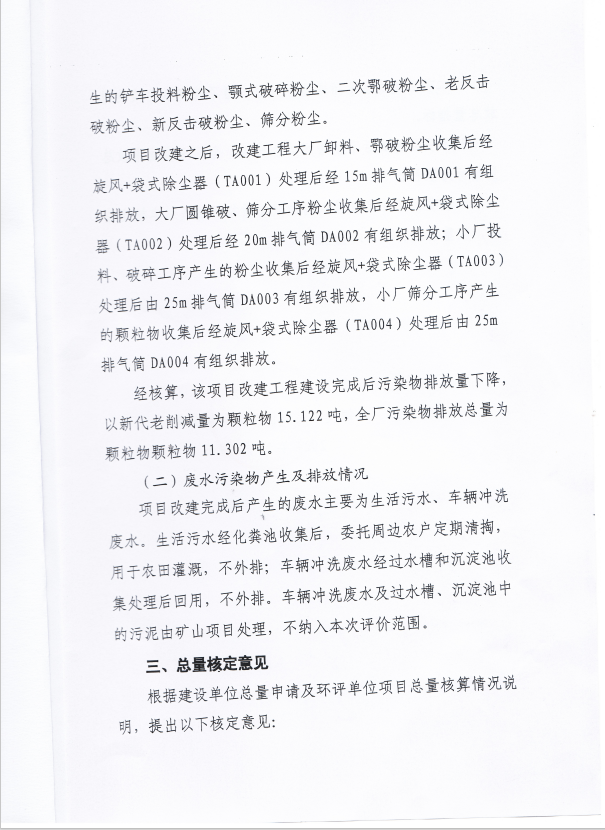 生的铲车投料粉尘、颚式破碎粉尘、二次鄂破粉尘、老反击
破粉尘、新反击破粉尘、筛分粉尘。
项目改建之后，改建工程大厂卸料、鄂破粉尘收集后经
旋风+袋式除尘器（TA001）处理后经 15m 排气筒 DA001 有组
织排放，大厂圆锥破、筛分工序粉尘收集后经旋风+袋式除尘
器（TA002）处理后经 20m 排气筒 DA002 有组织排放；小厂投
料、破碎工序产生的粉尘收集后经旋风+袋式除尘器（TA003）
处理后由 25m 排气筒 DA003 有组织排放，小厂筛分工序产生
的颗粒物收集后经旋风+袋式除尘器（TA004）处理后由 25m
排气筒 DA004 有组织排放。
经核算，该项目改建工程建设完成后污染物排放量下降，
以新代老削减量为颗粒物 15.122 吨，全厂污染物排放总量为
颗粒物颗粒物 11.302 吨。
（二）废水污染物产生及排放情况
项目改建完成后产生的废水主要为生活污水、车辆冲洗
废水。生活污水经化粪池收集后，委托周边农户定期清掏，
用于农田灌溉，不外排；车辆冲洗废水经过水槽和沉淀池收
集处理后回用，不外排。车辆冲洗废水及过水槽、沉淀池中
的污泥由矿山项目处理，不纳入本次评价范围。
三、总量核定意见
根据建设单位总量申请及环评单位项目总量核算情况说
明，提出以下核定意见：